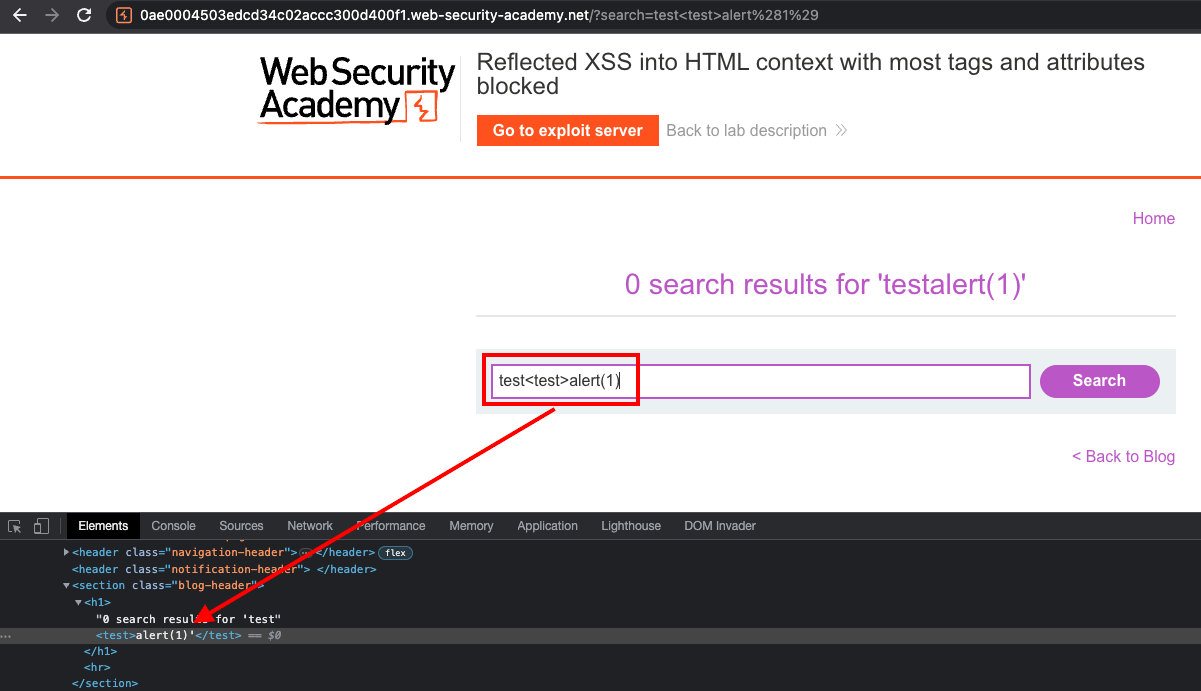 0ae0004503edcd34c02accc300d400f1.web-security-academy.net/?search=test<test>alert%281%29
WebSecurity
Academy
Reflected XSS into HTML context with most tags and attributes
blocked
Go to exploit server
Back to lab description
Home
0 search results for 'testalert(1)'
test<test>alert(1)
Search
< Back to Blog
Elements Console Sources Network Performance Memory Application Lighthouse DOM Invader
<header class="navigation-header">…</header> flex
<header class="notification-header"> </header>
<section class="blog-header">
<h1>
"0 search results for 'test"
<test>alert(1)'</test> == $0
</h1>
<hr>
</section>